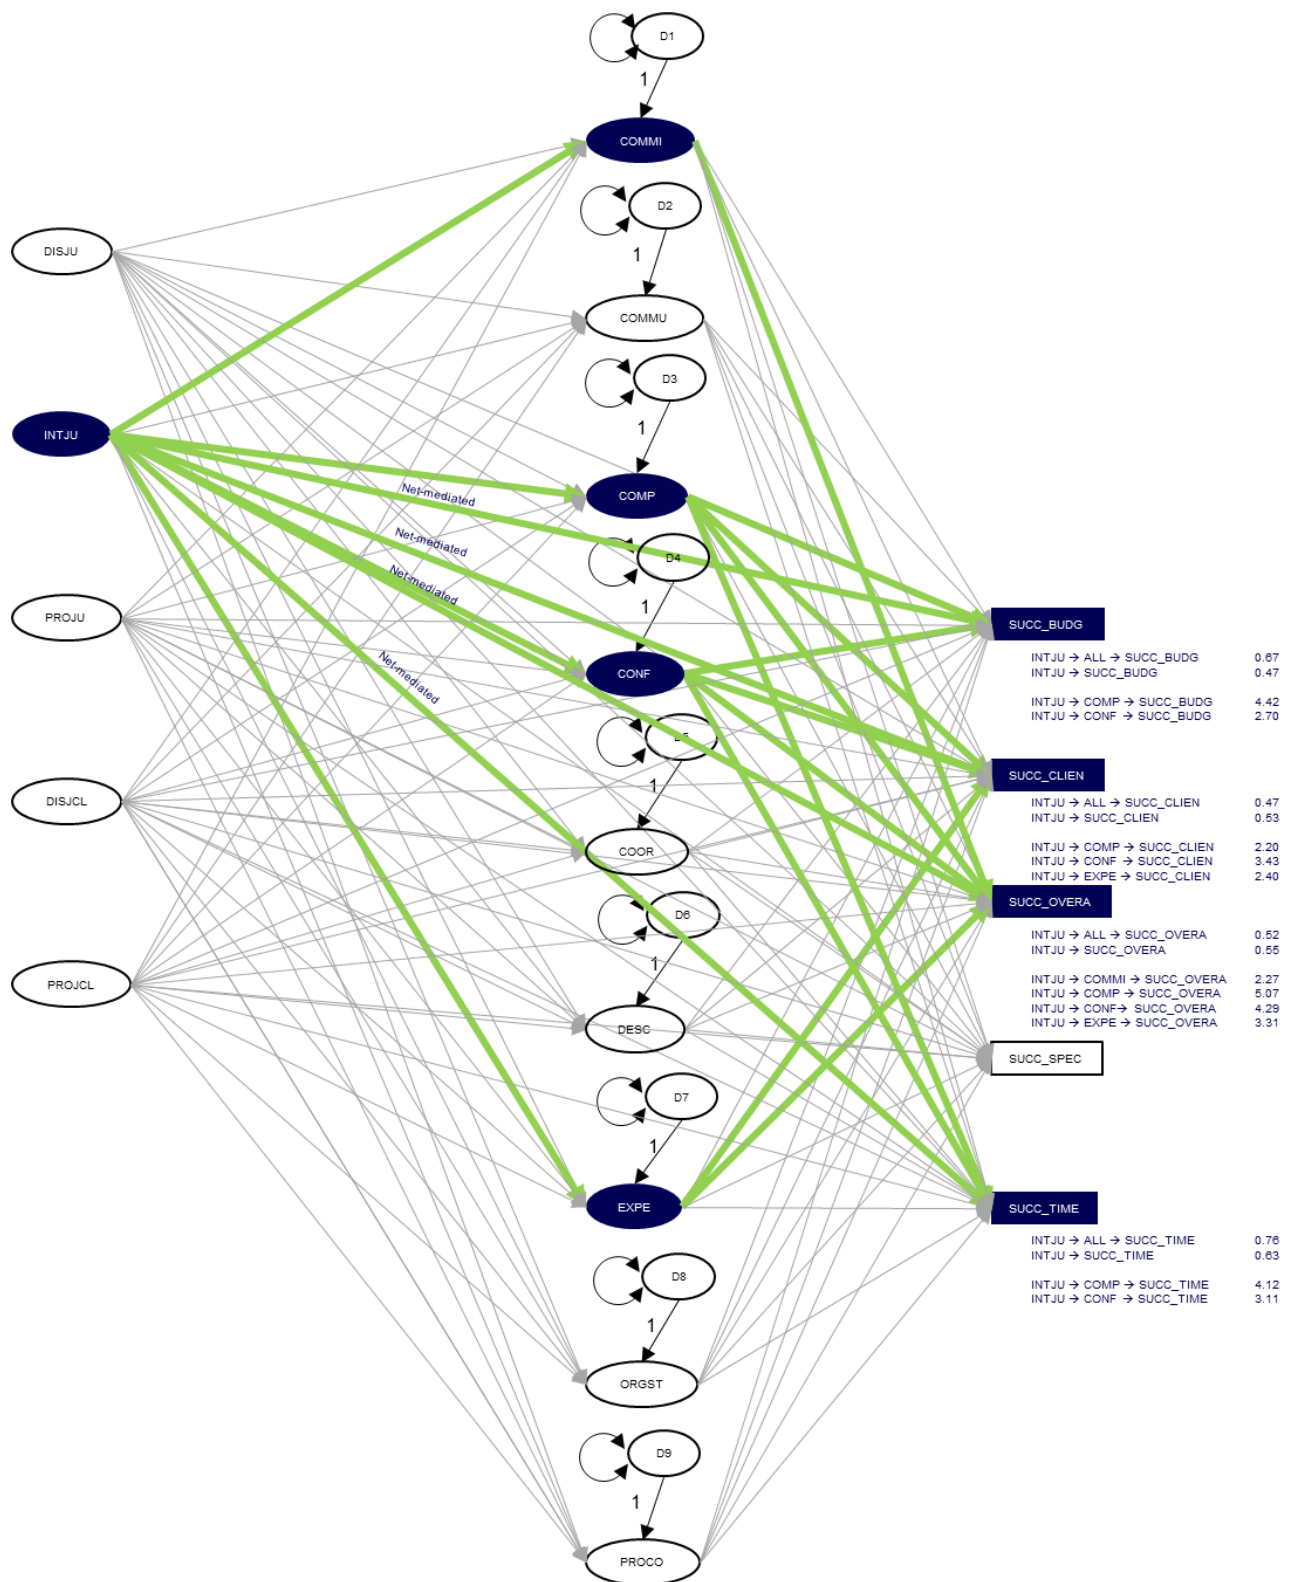 D1
1
COMMI
D2
1
DISJU
COMMU
D3
1
INTJU
COMP
Net-mediated
Net-mediated
D4
Net-mediated
1
PROJU
SUCC_BUDG
Net-mediated
CONF
INTJU → ALL → SUCC_BUDG 0.67
INTJU → SUCC_BUDG 0.47
INTJU → COMP → SUCC_BUDG 4.42
INTJU → CONF → SUCC_BUDG 2.70
D5
1
SUCC_CLIEN
DISJCL
INTJU → ALL → SUCC_CLIEN 0.47
INTJU → SUCC_CLIEN 0.53
COOR
INTJU → COMP → SUCC_CLIEN 2.20
INTJU → CONF → SUCC_CLIEN 3.43
INTJU → EXPE → SUCC_CLIEN 2.40
SUCC_OVERA
D6
1
INTJU → ALL → SUCC_OVERA 0.52
INTJU → SUCC_OVERA 0.55
PROJCL
INTJU → COMMI → SUCC_OVERA 2.27
INTJU → COMP → SUCC_OVERA 5.07
INTJU → CONF→ SUCC_OVERA 4.29
INTJU → EXPE → SUCC_OVERA 3.31
DESC
SUCC_SPEC
D7
1
EXPE
SUCC_TIME
INTJU → ALL → SUCC_TIME 0.76
INTJU → SUCC_TIME 0.63
INTJU → COMP → SUCC_TIME 4.12
INTJU → CONF → SUCC_TIME 3.11
D8
1
ORGST
D9
1
PROCO